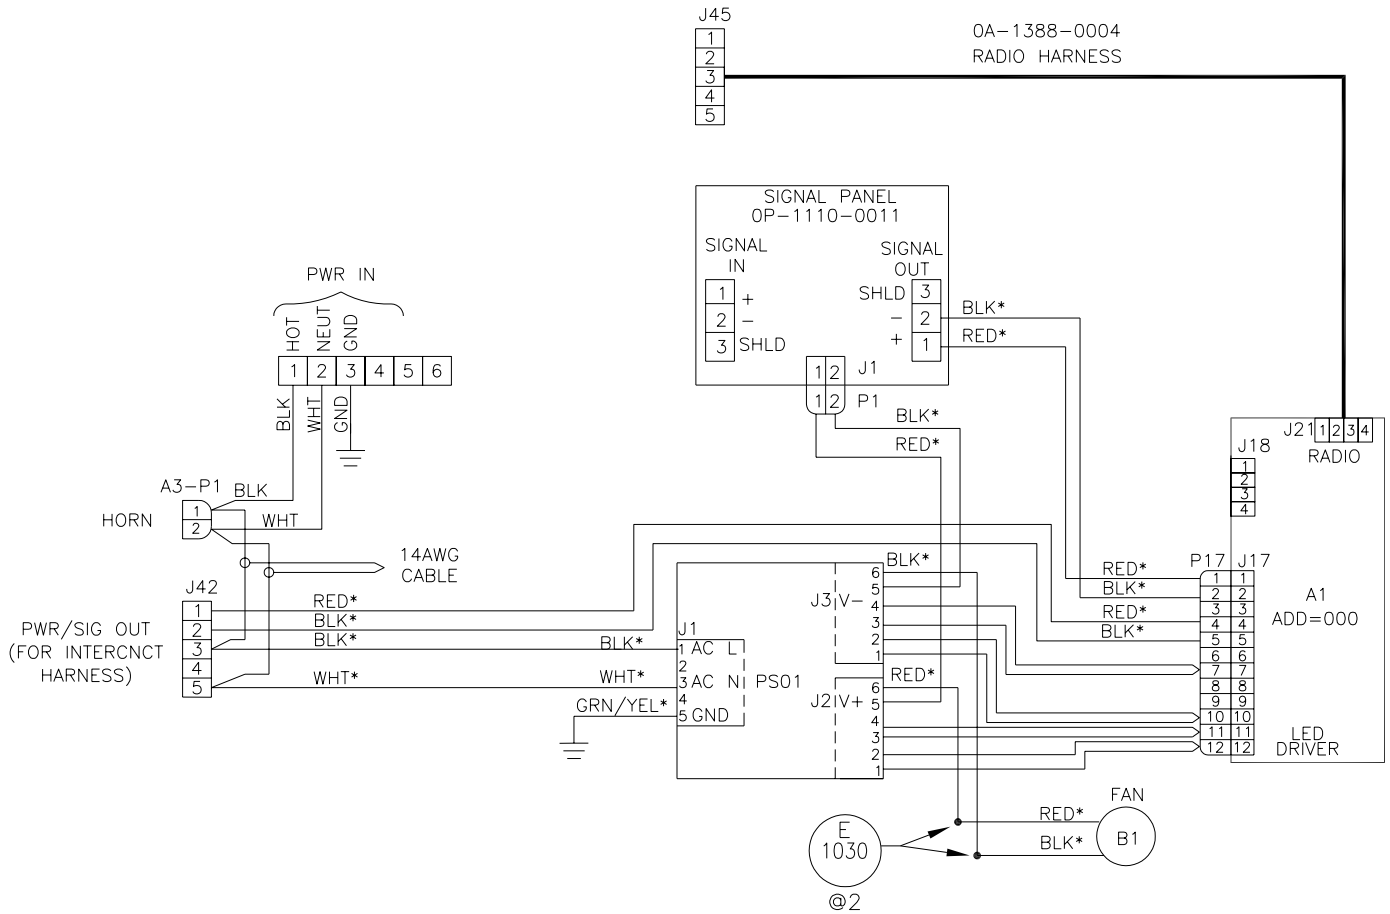 J45
1
2
3
4
5
0A-1388-0004
RADIO HARNESS
SIGNAL PANEL
0P-1110-0011
SIGNAL
IN
1 +
2 -
3 SHLD
SIGNAL
OUT
SHLD 3
- 2
+ 1
BLK*
RED*
1 2 J1
1 2 P1
BLK*
RED*
PWR IN
HOT
NEUT
GND
1 2 3 4 5 6
BLK
WHT
GND
A3-P1
BLK
HORN
1
2
WHT
14AWG
CABLE
J42
PWR/SIG OUT
(FOR INTERCNCT
HARNESS)
1
2
3
4
5
RED*
BLK*
BLK*
WHT*
BLK*
WHT*
GRN/YEL*
J1
1 AC L
2
3 AC N
4
5 GND
PS01
J3 V-
6
5
4
3
2
1
BLK*
J2 V+
6
5
4
3
2
1
RED*
J21 1 2 3 4
RADIO
J18
1
2
3
4
P17 J17
1 1
2 2
3 3
4 4
5 5
6 6
7 7
8 8
9 9
10 10
11 11
12 12
RED*
BLK*
RED*
BLK*
A1
ADD=000
LED
DRIVER
FAN
B1
RED*
BLK*
E
1030
@2